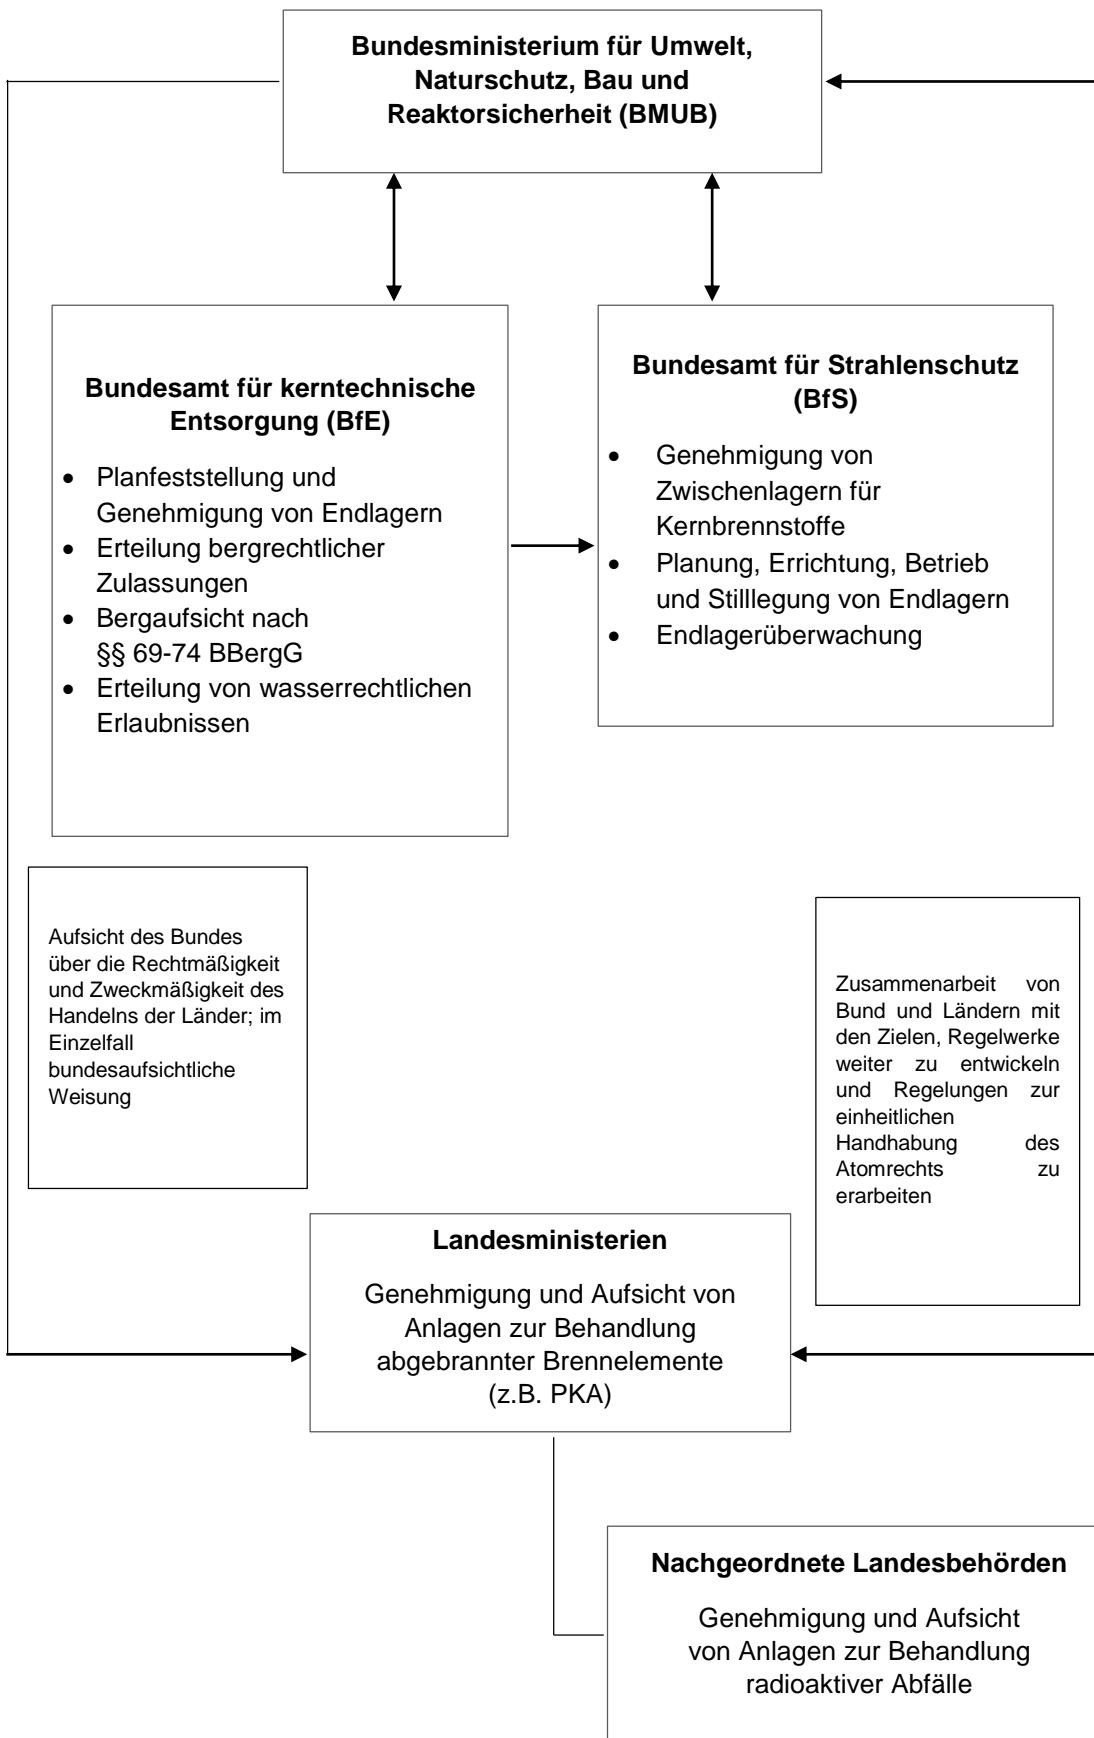 Bundesministerium für Umwelt,
Naturschutz, Bau und
Reaktorsicherheit (BMUB)
Bundesamt für kerntechnische
Entsorgung (BfE)
• Planfeststellung und
Genehmigung von Endlagern
• Erteilung bergrechtlicher
Zulassungen
• Bergaufsicht nach
§§ 69-74 BBergG
• Erteilung von wasserrechtlichen
Erlaubnissen
Bundesamt für Strahlenschutz
(BfS)
• Genehmigung von
Zwischenlagern für
Kernbrennstoffe
• Planung, Errichtung, Betrieb
und Stilllegung von Endlagern
• Endlagerüberwachung
Aufsicht des Bundes
über die Rechtmäßigkeit
und Zweckmäßigkeit des
Handelns der Länder; im
Einzelfall
bundesaufsichtliche
Weisung
Zusammenarbeit von
Bund und Ländern mit
den Zielen, Regelwerke
weiter zu entwickeln
und Regelungen zur
einheitlichen
Handhabung des
Atomrechts zu
erarbeiten
Landesministerien
Genehmigung und Aufsicht von
Anlagen zur Behandlung
abgebrannter Brennelemente
(z.B. PKA)
Nachgeordnete Landesbehörden
Genehmigung und Aufsicht
von Anlagen zur Behandlung
radioaktiver Abfälle